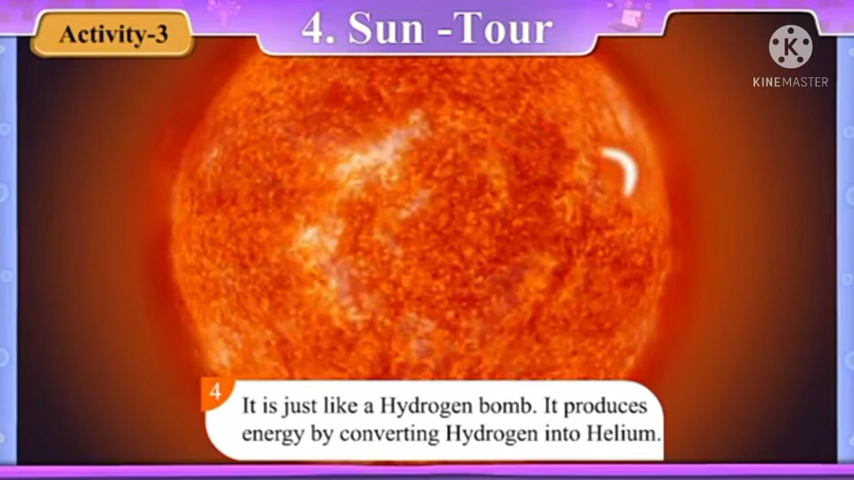 Activity-3
4. Sun -Tour
K
KINEMASTER
4
It is just like a Hydrogen bomb. It produces
energy by converting Hydrogen into Helium.